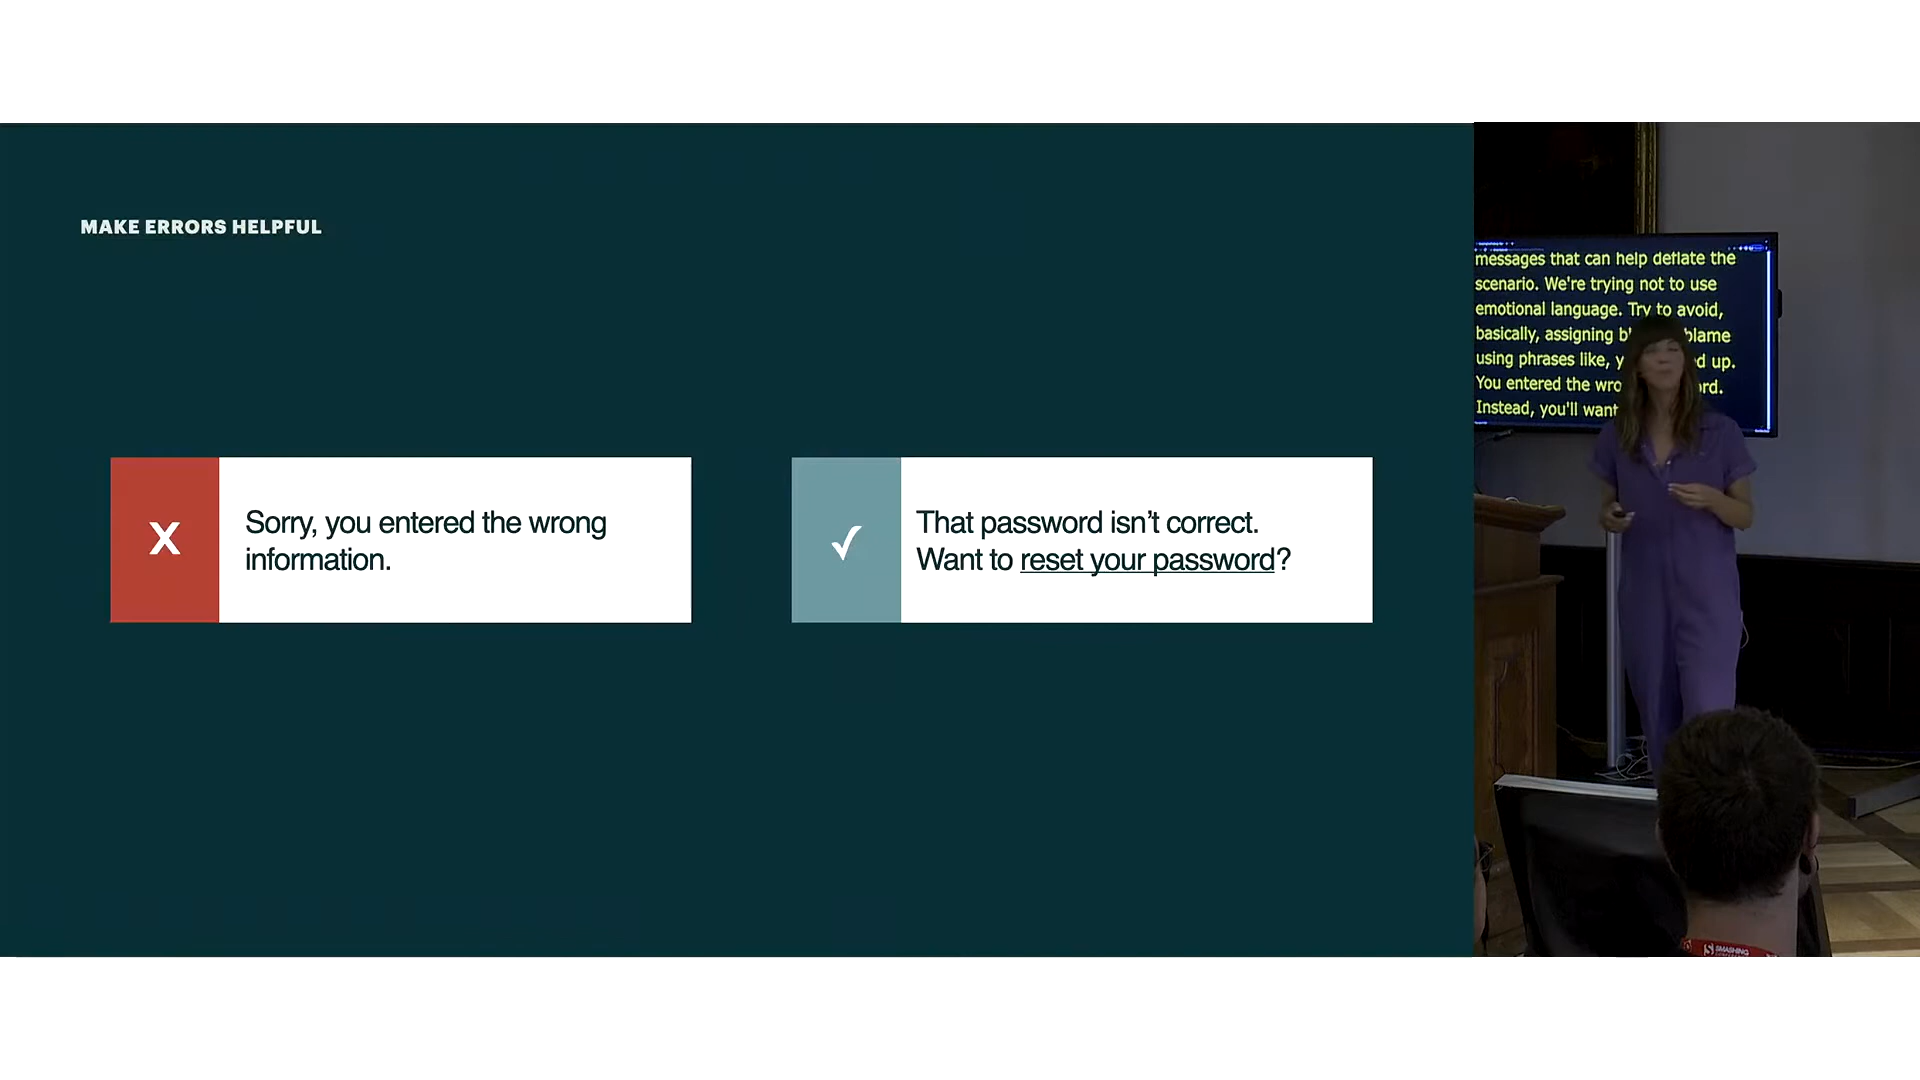 MAKE ERRORS HELPFUL
X
Sorry, you entered the wrong
information.
✓
That password isn't correct.
Want to reset your password?
messages that can help deflate the
scenario. We're trying not to use
emotional language. Try to avoid,
basically, assigning blame
using phrases like, up.
You entered the
Instead, you'll want
SMASHING